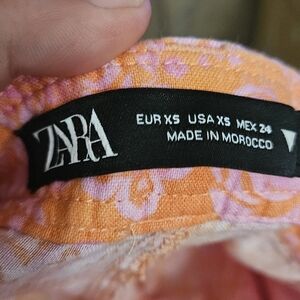 ZARA
EUR XS USA XS MEX 24
MADE IN MOROCCO